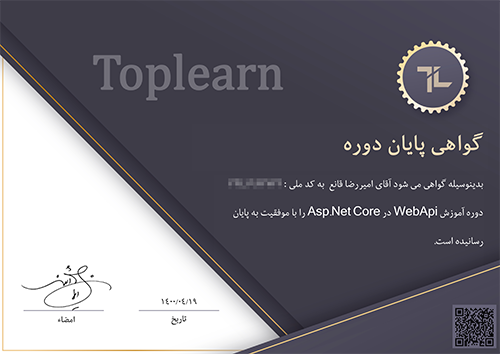 Toplearn
TL
گواهی پایان دوره
بدینوسیله گواهی می شود آقای امیررضا قانع به کد ملی :
دوره آموزش WebApi در Asp.Net Core را با موفقیت به پایان
رسانیده است.
۱۴۰۰/۰۴/۱۹
تاریخ
امضاء